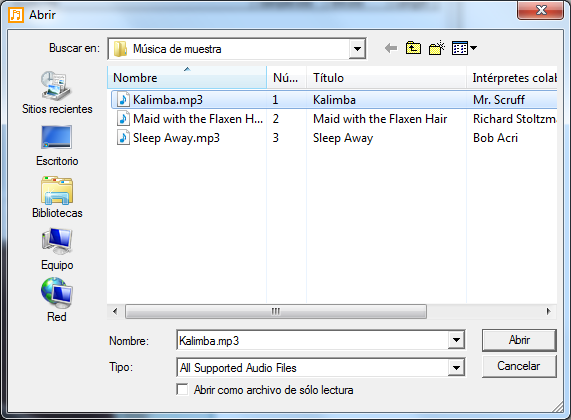 Abrir
Buscar en: Música de muestra
Nombre Nú... Título Intérpretes colab
Kalimba.mp3 1 Kalimba Mr. Scruff
Maid with the Flaxen H... 2 Maid with the Flaxen Hair Richard Stoltzma
Sleep Away.mp3 3 Sleep Away Bob Acri
Sitios recientes
Escritorio
Bibliotecas
Equipo
Red
Nombre: Kalimba.mp3 Abrir
Tipo: All Supported Audio Files Cancelar
Abrir como archivo de sólo lectura